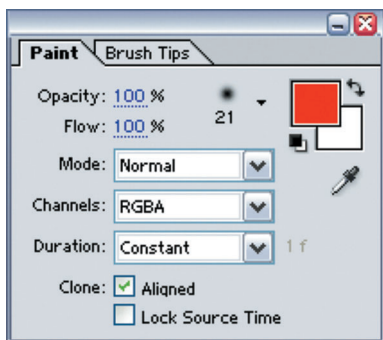 Paint Brush Tips
Opacity: 100 %
21
Flow: 100 %
Mode: Normal
Channels: RGBA
Duration: Constant 1 f
Clone: Aligned
Lock Source Time